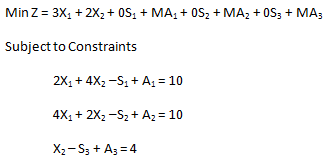 Min Z = 3X₁ + 2X₂ + 0S₁ + MA₁ + 0S₂ + MA₂ + 0S₃ + MA₃
Subject to Constraints
2X₁ + 4X₂ –S₁ + A₁ = 10
4X₁ + 2X₂ –S₂ + A₂ = 10
X₂ – S₃ + A₃ = 4